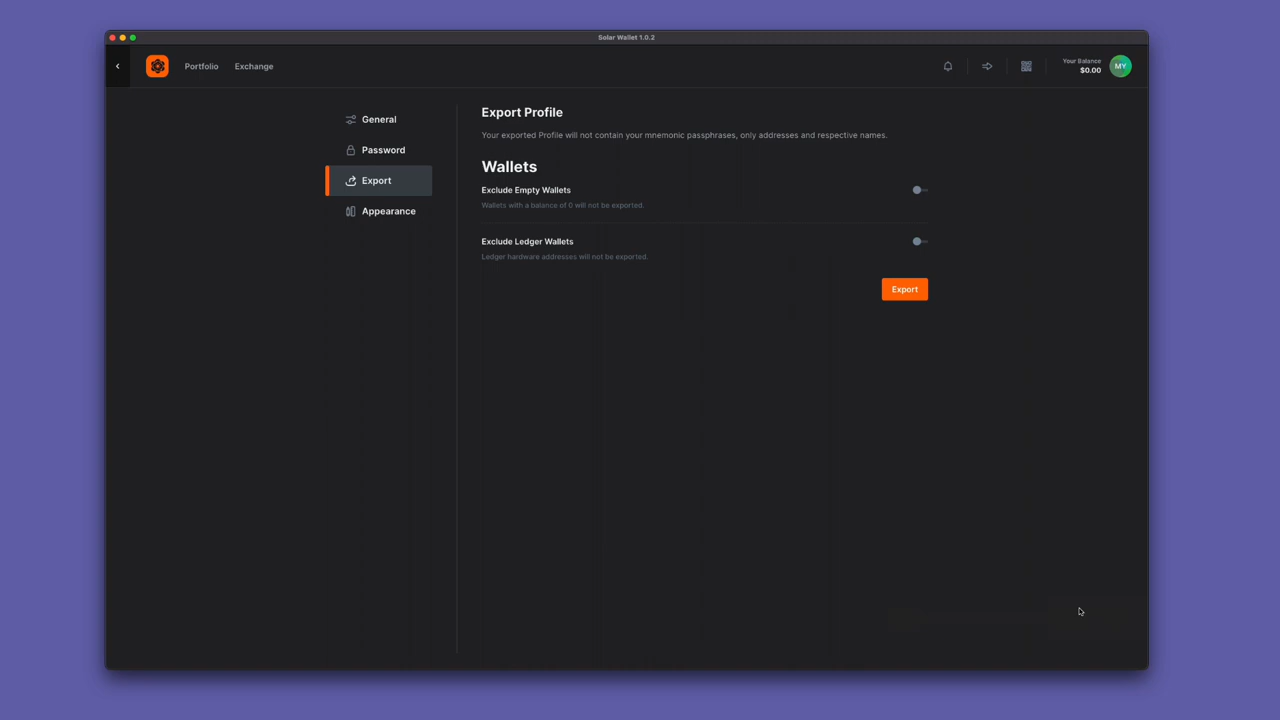 Solar Wallet 1.0.2
Portfolio
Exchange
Your Balance
$0.00
MY
General
Password
Export
Appearance
Export Profile
Your exported Profile will not contain your mnemonic passphrases, only addresses and respective names.
Wallets
Exclude Empty Wallets
Wallets with a balance of 0 will not be exported.
Exclude Ledger Wallets
Ledger hardware addresses will not be exported.
Export